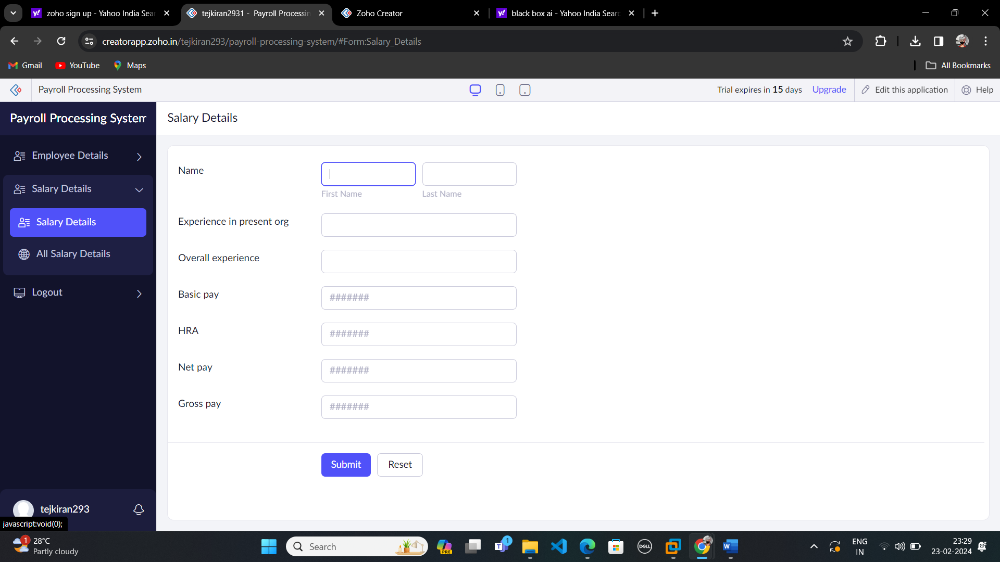 zoho sign up - Yahoo India Sear
tejkiran2931 - Payroll Processin
Zoho Creator
black box ai - Yahoo India Searc
creatorapp.zoho.in/tejkiran293/payroll-processing-system/#Form:Salary_Details
Gmail
YouTube
Maps
All Bookmarks
Payroll Processing System
Trial expires in 15 days
Upgrade
Edit this application
Help
Payroll Processing System
Salary Details
Employee Details
Salary Details
Salary Details
All Salary Details
Logout
Name
First Name
Last Name
Experience in present org
Overall experience
Basic pay
#######
HRA
#######
Net pay
#######
Gross pay
#######
Submit
Reset
tejkiran293
javascript:void(0);
1
28°C
Partly cloudy
Search
PRE
T
1
DELL
W
ENG
IN
23:29
23-02-2024